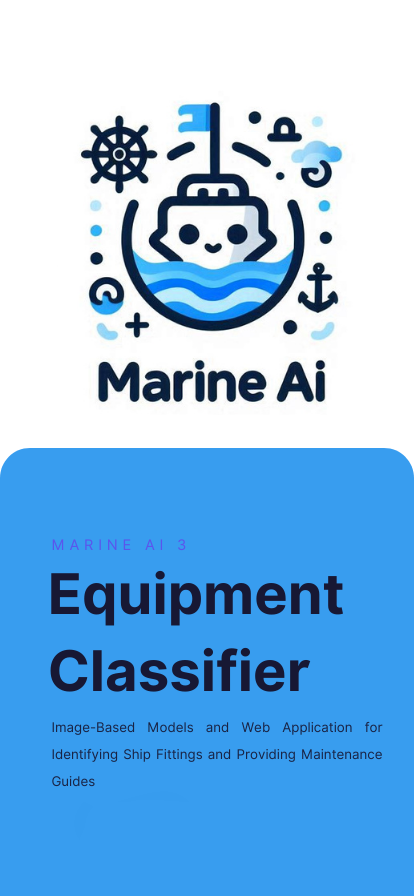 Marine Ai
MARINE AI 3
Equipment
Classifier
Image-Based Models and Web Application for
Identifying Ship Fittings and Providing Maintenance
Guides